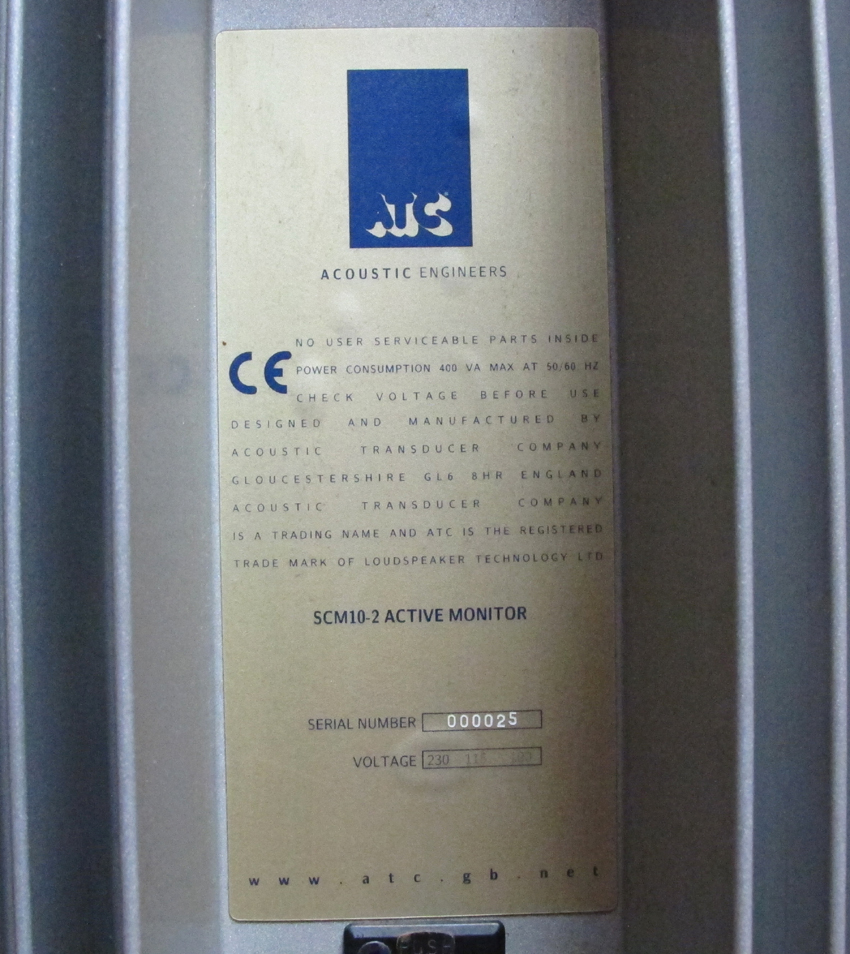 ATC
ACOUSTIC ENGINEERS
NO USER SERVICEABLE PARTS INSIDE
CE POWER CONSUMPTION 400 VA MAX AT 50/60 HZ
CHECK VOLTAGE BEFORE USE
DESIGNED AND MANUFACTURED BY
ACOUSTIC TRANSDUCER COMPANY
GLOUCESTERSHIRE GL6 8HR ENGLAND
ACOUSTIC TRANSDUCER COMPANY
IS A TRADING NAME AND ATC IS THE REGISTERED
TRADE MARK OF LOUDSPEAKER TECHNOLOGY LTD
SCM10-2 ACTIVE MONITOR
SERIAL NUMBER 000025
VOLTAGE 230
www.atc.gb.net
FUSE